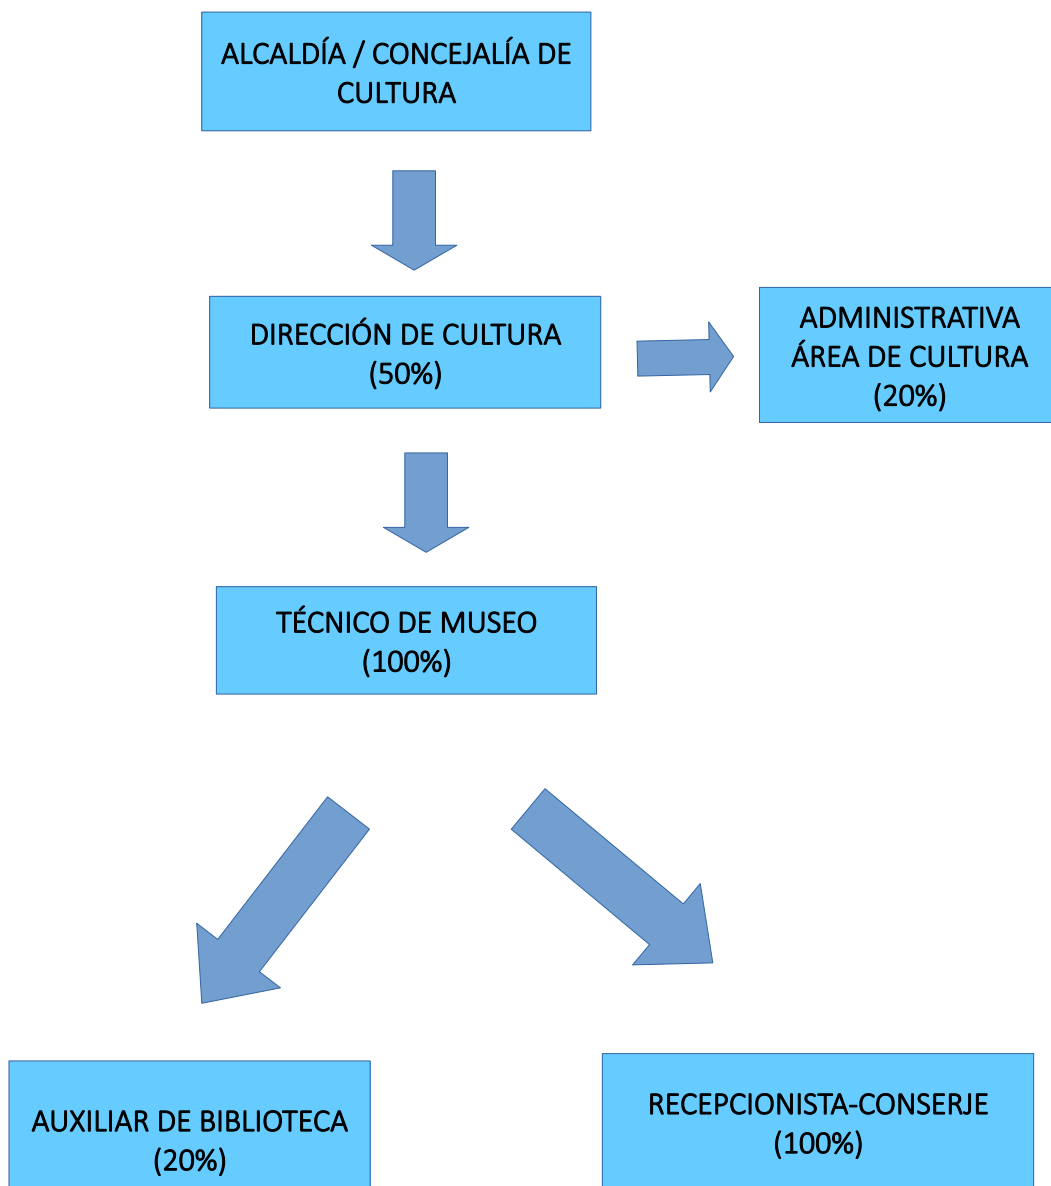 ALCALDÍA / CONCEJALÍA DE
CULTURA
DIRECCIÓN DE CULTURA
(50%)
ADMINISTRATIVA
ÁREA DE CULTURA
(20%)
TÉCNICO DE MUSEO
(100%)
AUXILIAR DE BIBLIOTECA
(20%)
RECEPCIONISTA-CONSERJE
(100%)